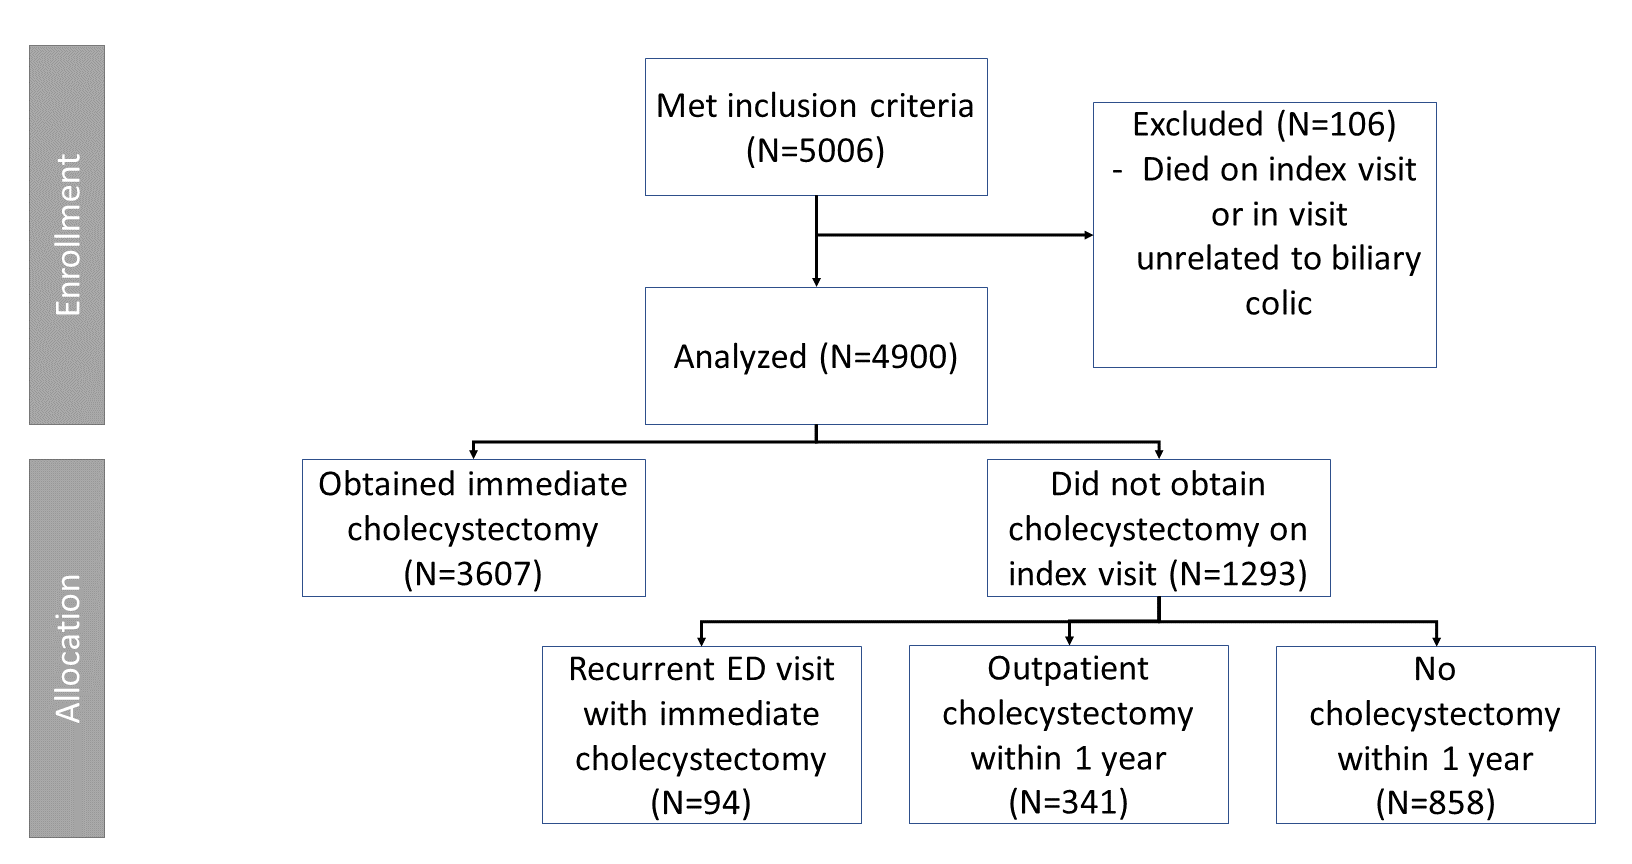 Enrollment
Met inclusion criteria
(N=5006)
Excluded (N=106)
- Died on index visit
or in visit
unrelated to biliary
colic
Analyzed (N=4900)
Allocation
Obtained immediate
cholecystectomy
(N=3607)
Did not obtain
cholecystectomy on
index visit (N=1293)
Recurrent ED visit
with immediate
cholecystectomy
(N=94)
Outpatient
cholecystectomy
within 1 year
(N=341)
No
cholecystectomy
within 1 year
(N=858)